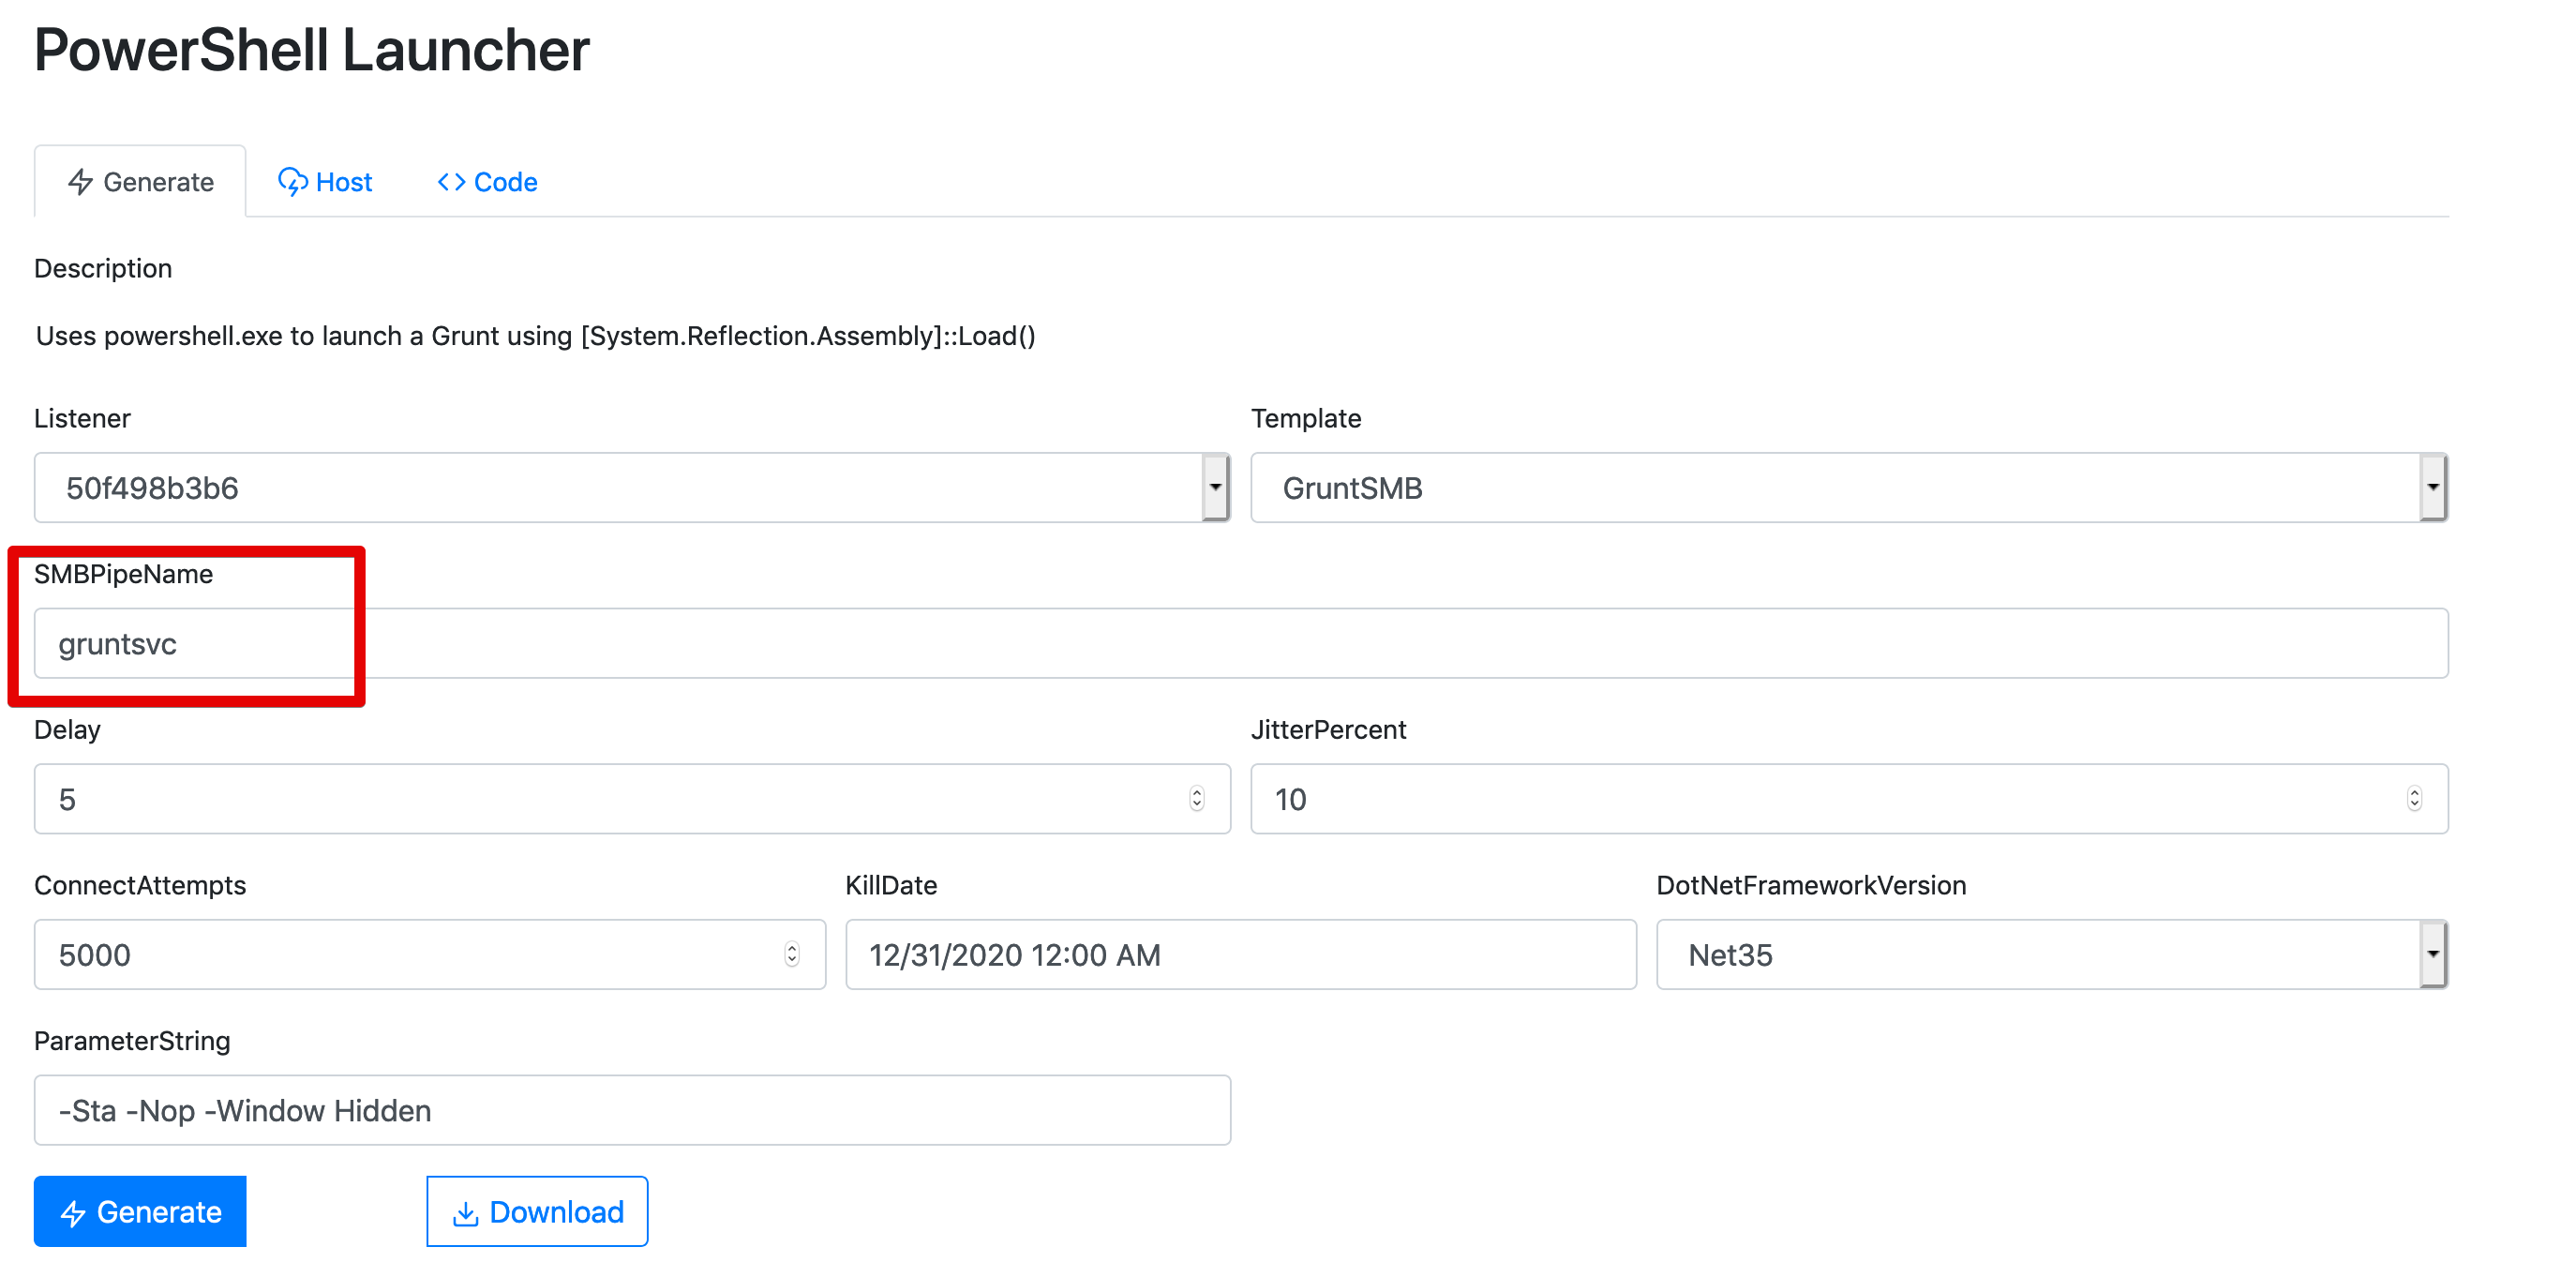 PowerShell Launcher
Generate Host <> Code
Description
Uses powershell.exe to launch a Grunt using [System.Reflection.Assembly]::Load()
Listener Template
50f498b3b6 GruntSMB
SMBPipeName
gruntsvc
Delay JitterPercent
5 10
ConnectAttempts KillDate DotNetFrameworkVersion
5000 12/31/2020 12:00 AM Net35
ParameterString
-Sta -Nop -Window Hidden
Generate Download